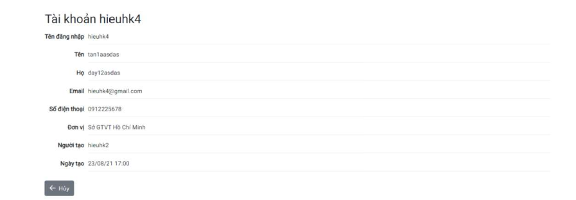 Tài khoản hieuhk4
Tên đăng nhập hieuhk4
Tên tan1aasdas
Họ day12asdas
Email hieuhk4@gmail.com
Số điện thoại 0912225678
Đơn vị Sở GTVT Hồ Chí Minh
Người tạo hieuhk2
Ngày tạo 23/08/21 17:00
← Hủy